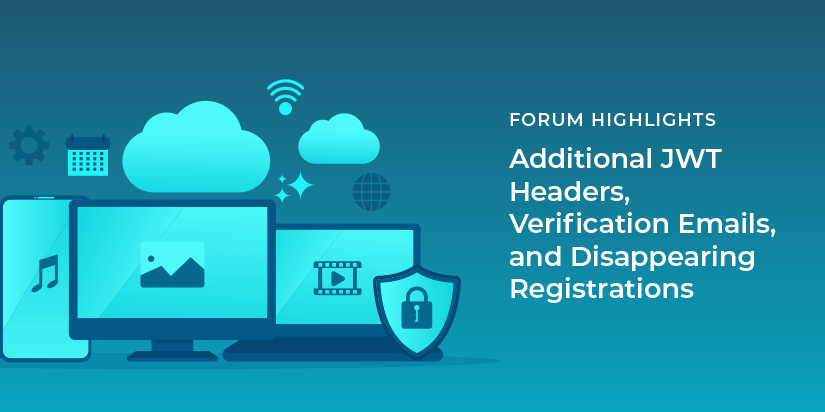 FORUM HIGHLIGHTS
Additional JWT
Headers,
Verification Emails,
and Disappearing
Registrations